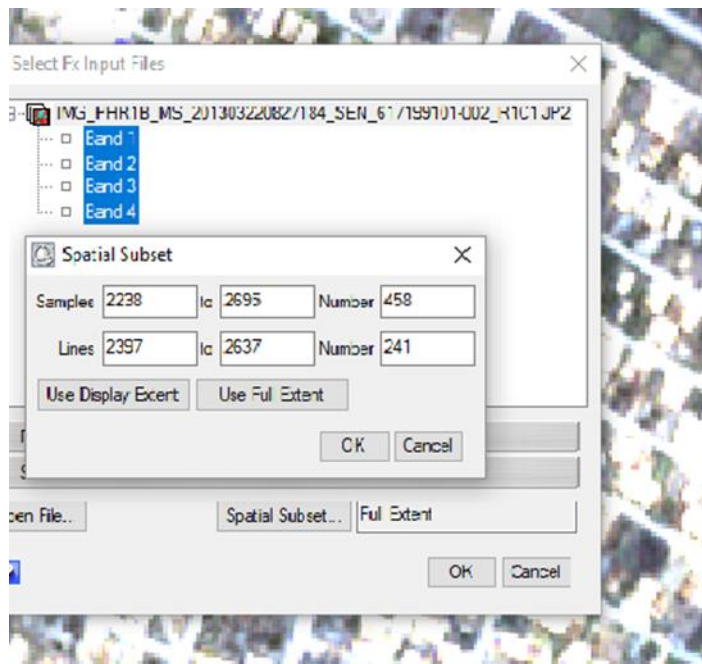 Select Fx Input Files
IMG_PHR1B_MS_201303220827184_SEN_617199101-002_R1C1.JP2
Band 1
Band 2
Band 3
Band 4
Spatial Subset
Samples 2238 to 2695 Number 458
Lines 2397 to 2637 Number 241
Use Display Extent Use Full Extent
OK Cancel
pen File... Spatial Subset... Full Extent
OK Cancel